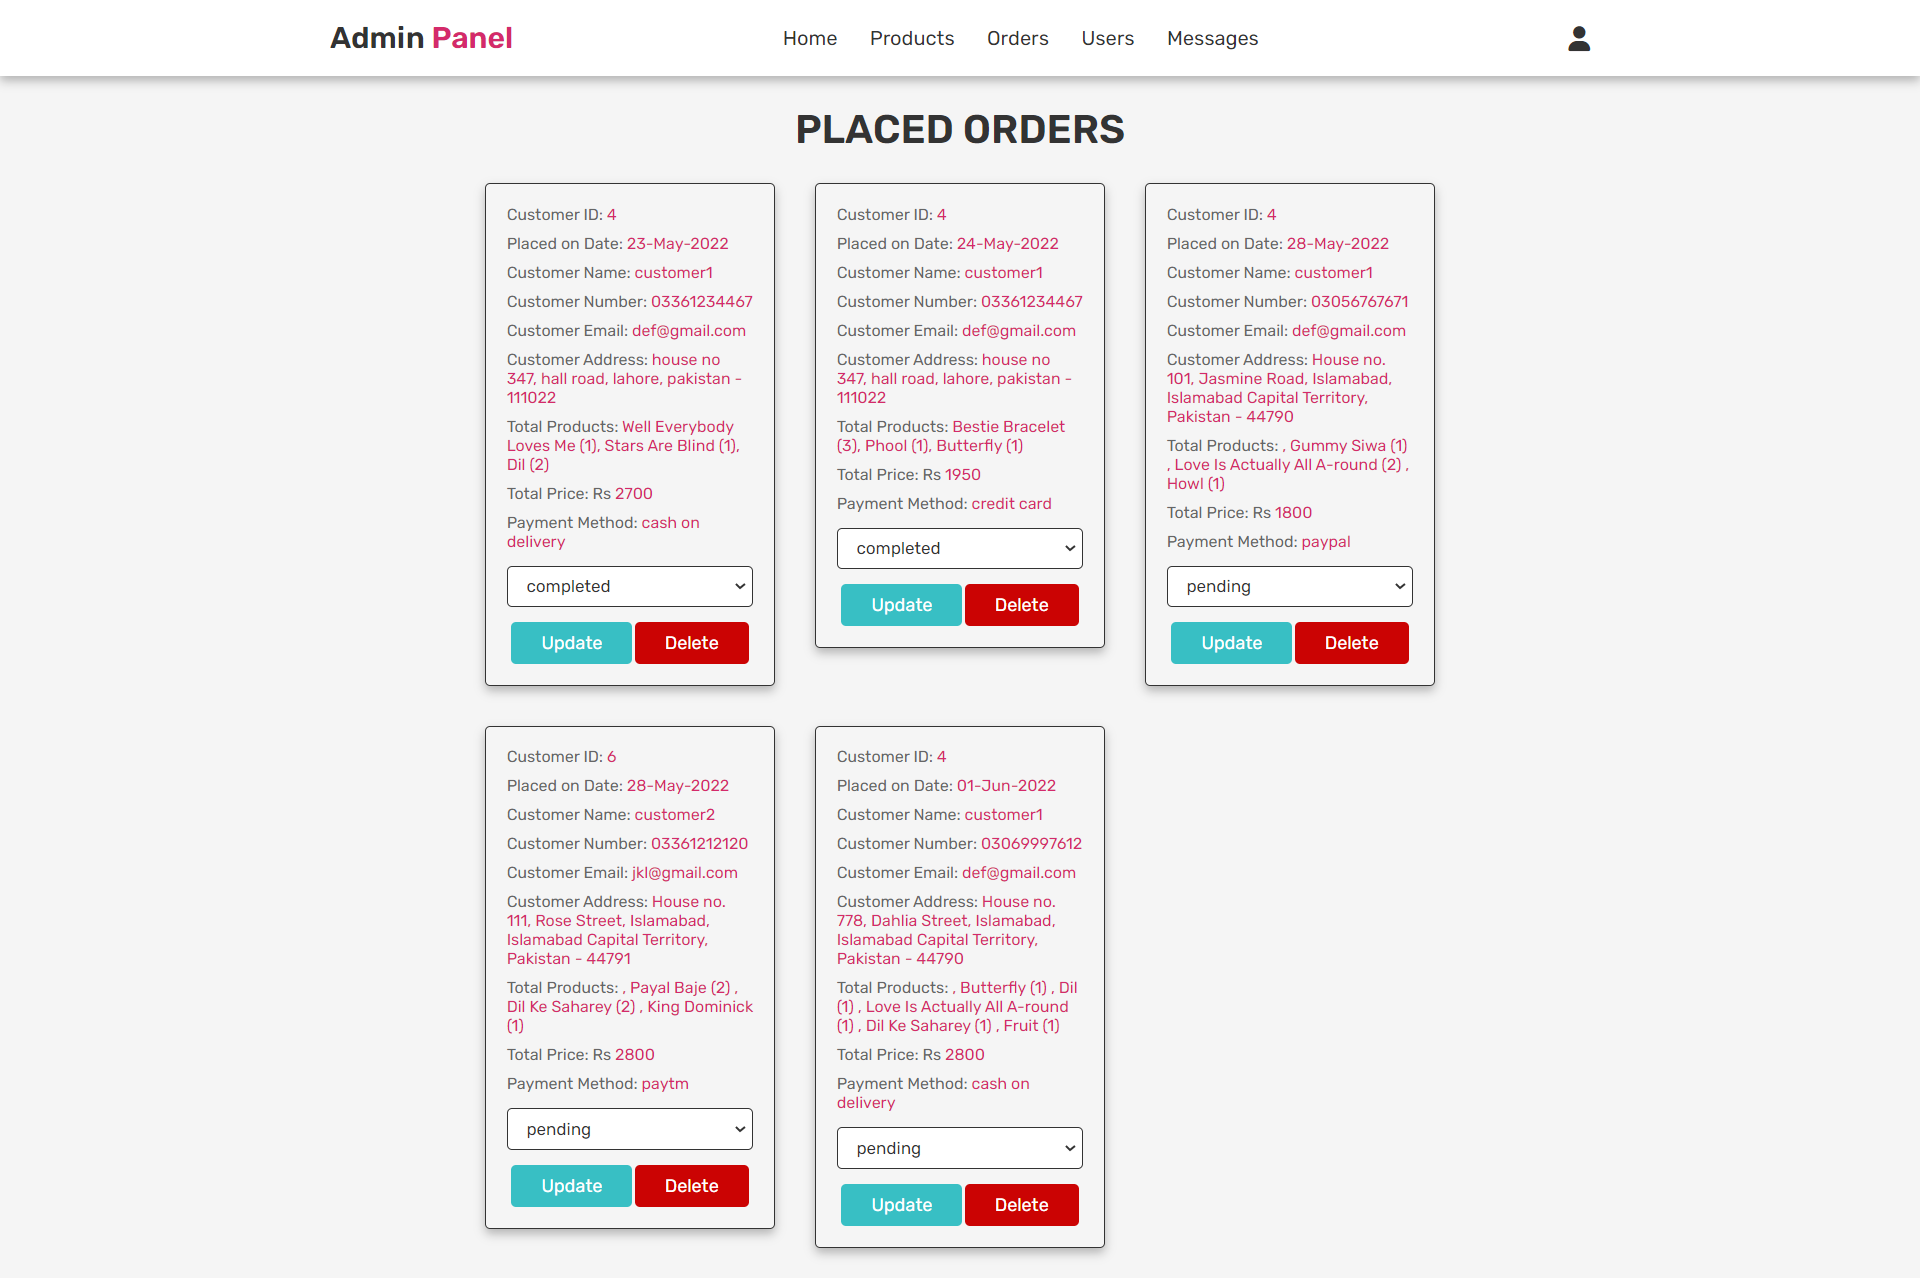 Admin Panel
Home
Products
Orders
Users
Messages
PLACED ORDERS
Customer ID: 4
Placed on Date: 23-May-2022
Customer Name: customer1
Customer Number: 03361234467
Customer Email: def@gmail.com
Customer Address: house no
347, hall road, lahore, pakistan -
111022
Total Products: Well Everybody
Loves Me (1), Stars Are Blind (1),
Dil (2)
Total Price: Rs 2700
Payment Method: cash on
delivery
completed
Update
Delete
Customer ID: 4
Placed on Date: 24-May-2022
Customer Name: customer1
Customer Number: 03361234467
Customer Email: def@gmail.com
Customer Address: house no
347, hall road, lahore, pakistan -
111022
Total Products: Bestie Bracelet
(3), Phool (1), Butterfly (1)
Total Price: Rs 1950
Payment Method: credit card
completed
Update
Delete
Customer ID: 4
Placed on Date: 28-May-2022
Customer Name: customer1
Customer Number: 03056767671
Customer Email: def@gmail.com
Customer Address: House no.
101, Jasmine Road, Islamabad,
Islamabad Capital Territory,
Pakistan - 44790
Total Products: , Gummy Siwa (1)
, Love Is Actually All A-round (2) ,
Howl (1)
Total Price: Rs 1800
Payment Method: paypal
pending
Update
Delete
Customer ID: 6
Placed on Date: 28-May-2022
Customer Name: customer2
Customer Number: 03361212120
Customer Email: jkl@gmail.com
Customer Address: House no.
111, Rose Street, Islamabad,
Islamabad Capital Territory,
Pakistan - 44791
Total Products: , Payal Baje (2) ,
Dil Ke Saharey (2) , King Dominick
(1)
Total Price: Rs 2800
Payment Method: paytm
pending
Update
Delete
Customer ID: 4
Placed on Date: 01-Jun-2022
Customer Name: customer1
Customer Number: 03069997612
Customer Email: def@gmail.com
Customer Address: House no.
778, Dahlia Street, Islamabad,
Islamabad Capital Territory,
Pakistan - 44790
Total Products: , Butterfly (1) , Dil
(1) , Love Is Actually All A-round
(1) , Dil Ke Saharey (1) , Fruit (1)
Total Price: Rs 2800
Payment Method: cash on
delivery
pending
Update
Delete